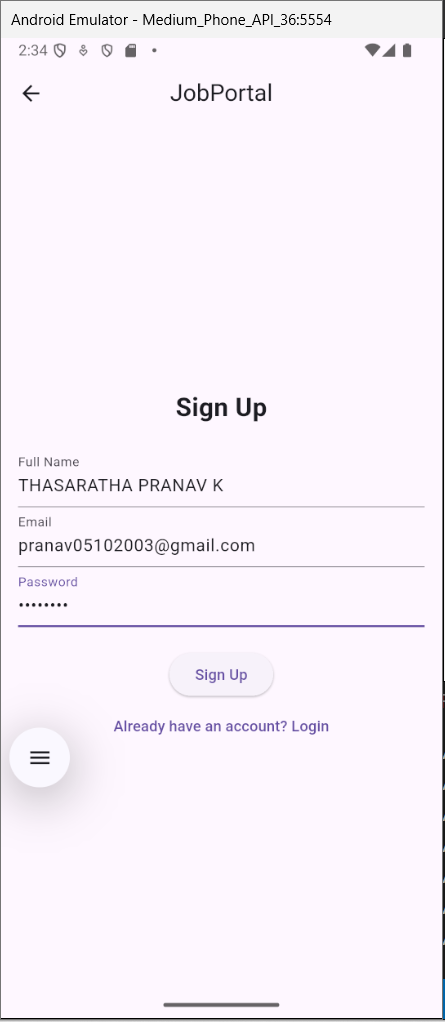 Android Emulator - Medium_Phone_API_36:5554
2:34
JobPortal
Sign Up
Full Name
THASARATHA PRANAV K
Email
pranav05102003@gmail.com
Password
••••••••
Sign Up
Already have an account? Login